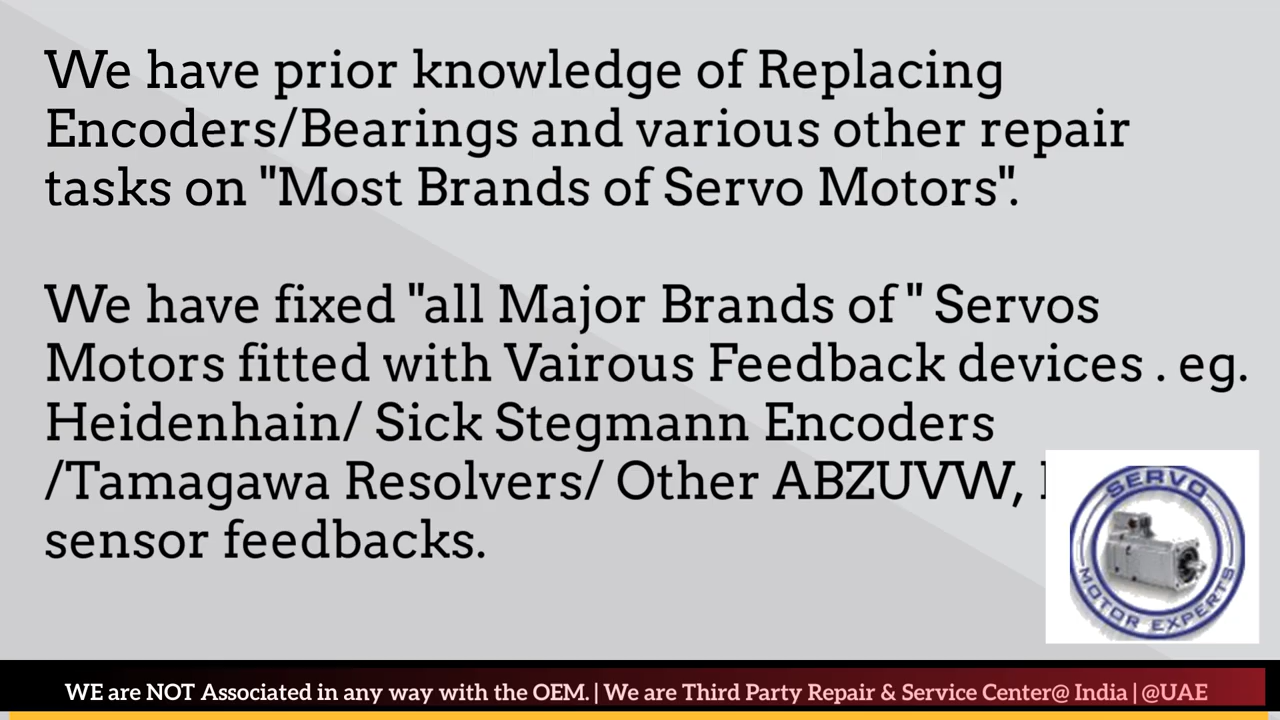 We have prior knowledge of Replacing
Encoders/Bearings and various other repair
tasks on "Most Brands of Servo Motors".
We have fixed "all Major Brands of " Servos
Motors fitted with Vairous Feedback devices . eg.
Heidenhain/ Sick Stegmann Encoders
/Tamagawa Resolvers/ Other ABZUVW,
sensor feedbacks.
SERVO
MOTOR EXPERTS
WE are NOT Associated in any way with the OEM. | We are Third Party Repair & Service Center@ India | @UAE